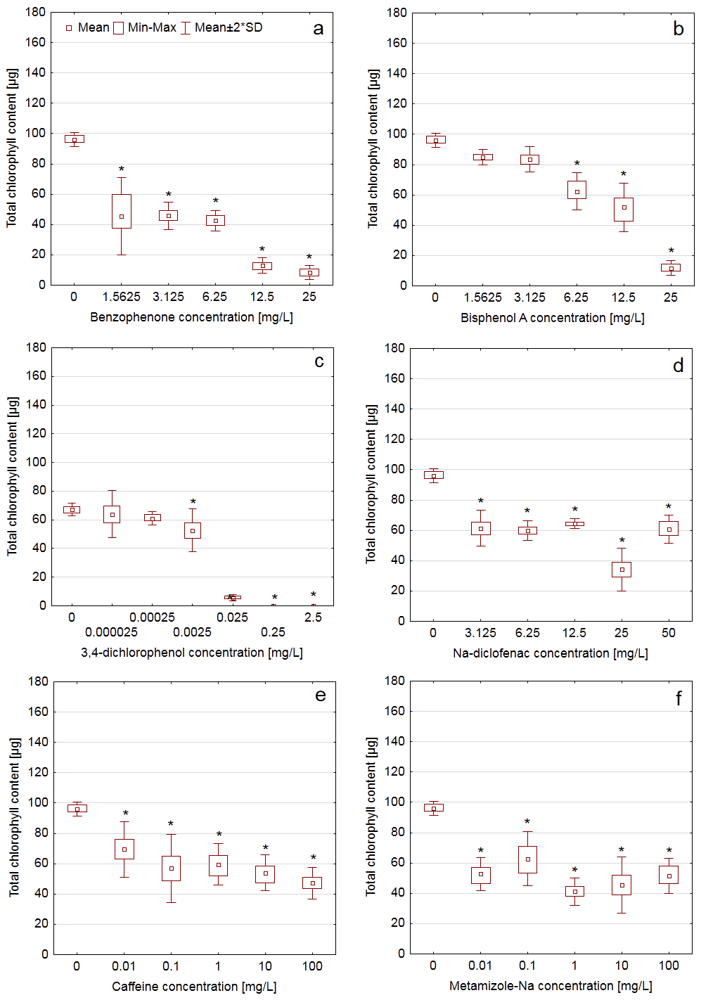 180
160
140
120
100
80
60
40
20
0
Total chlorophyll content [µg]
Mean Min-Max Mean±2*SD
a
* * * * *
0 1.5625 3.125 6.25 12.5 25
Benzophenone concentration [mg/L]
180
160
140
120
100
80
60
40
20
0
Total chlorophyll content [µg]
b
* * *
0 1.5625 3.125 6.25 12.5 25
Bisphenol A concentration [mg/L]
180
160
140
120
100
80
60
40
20
0
Total chlorophyll content [µg]
c
* * * *
0 0.00025 0.025 2.5
0.000025 0.0025 0.25
3,4-dichlorophenol concentration [mg/L]
180
160
140
120
100
80
60
40
20
0
Total chlorophyll content [µg]
d
* * * * *
0 3.125 6.25 12.5 25 50
Na-diclofenac concentration [mg/L]
180
160
140
120
100
80
60
40
20
0
Total chlorophyll content [µg]
e
* * * * *
0 0.01 0.1 1 10 100
Caffeine concentration [mg/L]
180
160
140
120
100
80
60
40
20
0
Total chlorophyll content [µg]
f
* * * * *
0 0.01 0.1 1 10 100
Metamizole-Na concentration [mg/L]